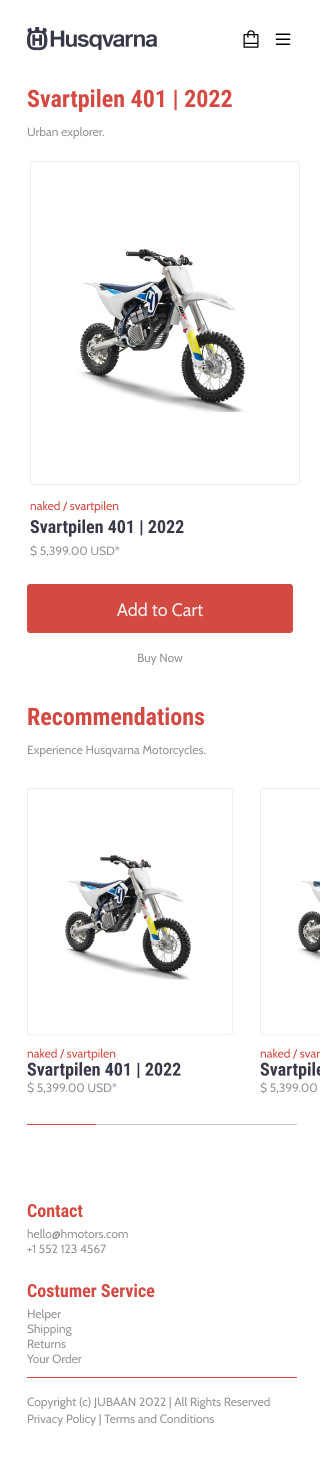 Husqvarna
Svartpilen 401 | 2022
Urban explorer.
naked / svartpilen
Svartpilen 401 | 2022
$ 5,399.00 USD*
Add to Cart
Buy Now
Recommendations
Experience Husqvarna Motorcycles.
naked / svartpilen
Svartpilen 401 | 2022
$ 5,399.00 USD*
naked / svar
Svartpile
$ 5,399.00
Contact
hello@hmotors.com
+1 552 123 4567
Costumer Service
Helper
Shipping
Returns
Your Order
Copyright (c) JUBAAN 2022 | All Rights Reserved
Privacy Policy | Terms and Conditions